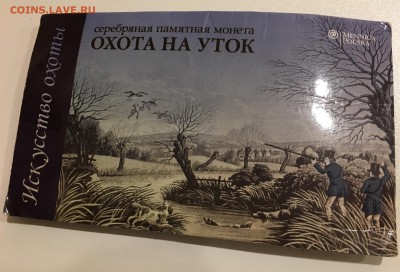 COINS.LAVE.RU
Искусство охоты
серебряная памятная монета
ОХОТА НА УТОК
MENNICA
POLSKA